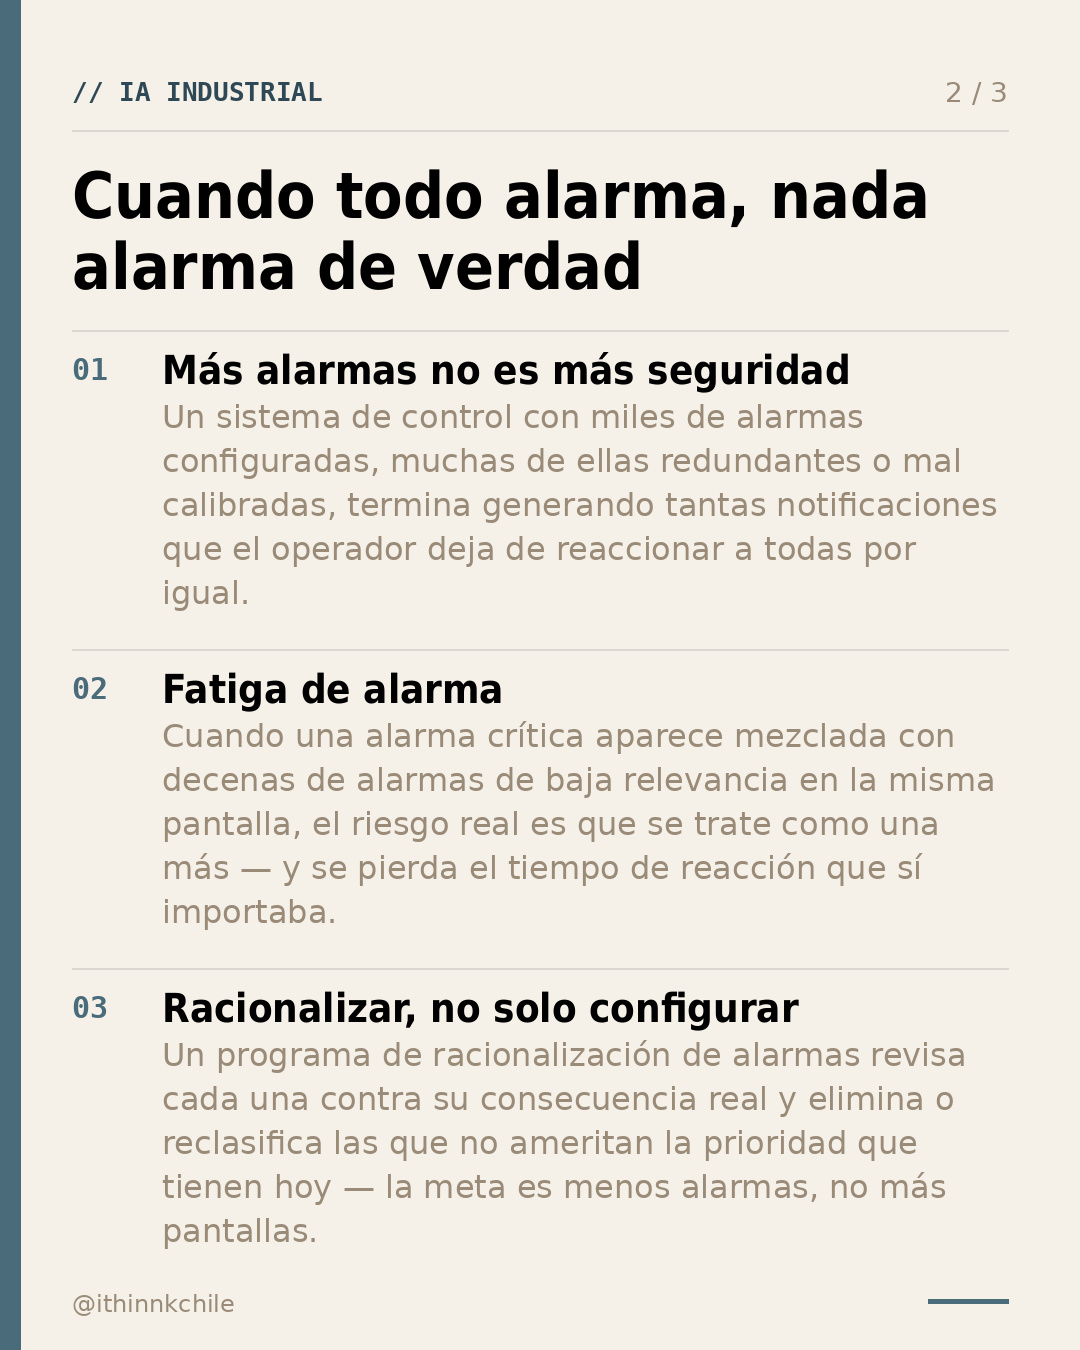 // IA INDUSTRIAL
2 / 3
Cuando todo alarma, nada
alarma de verdad
01
Más alarmas no es más seguridad
Un sistema de control con miles de alarmas
configuradas, muchas de ellas redundantes o mal
calibradas, termina generando tantas notificaciones
que el operador deja de reaccionar a todas por
igual.
02
Fatiga de alarma
Cuando una alarma crítica aparece mezclada con
decenas de alarmas de baja relevancia en la misma
pantalla, el riesgo real es que se trate como una
más — y se pierda el tiempo de reacción que sí
importaba.
03
Racionalizar, no solo configurar
Un programa de racionalización de alarmas revisa
cada una contra su consecuencia real y elimina o
reclasifica las que no ameritan la prioridad que
tienen hoy — la meta es menos alarmas, no más
pantallas.
@ithinnkchile